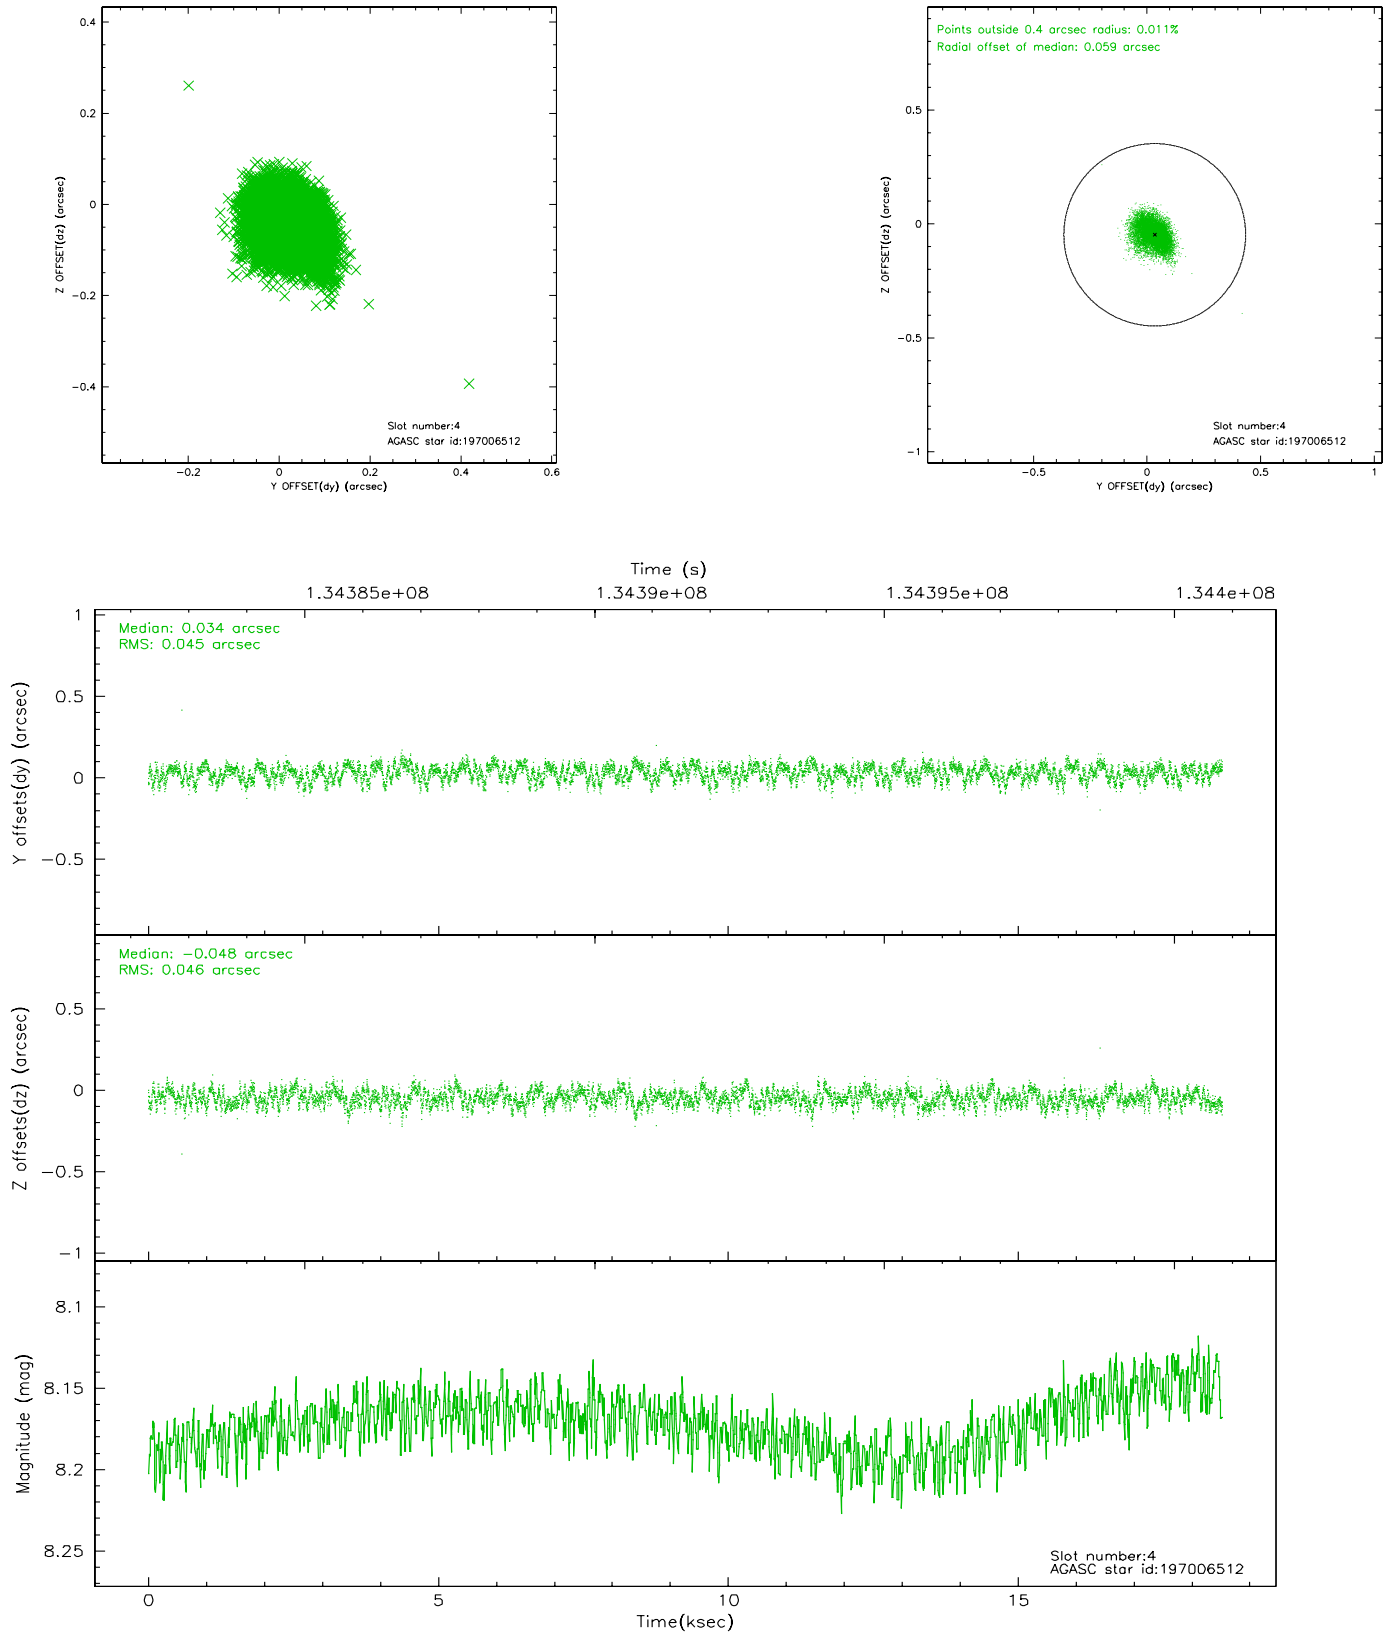 0.4
0.2
0
−0.2
−0.4
Z OFFSET(dz) (arcsec)
Slot number:4
AGASC star id:197006512
−0.2 0 0.2 0.4 0.6
Y OFFSET(dy) (arcsec)
Points outside 0.4 arcsec radius: 0.011%
Radial offset of median: 0.059 arcsec
0.5
0
−0.5
−1
Z OFFSET(dz) (arcsec)
Slot number:4
AGASC star id:197006512
−0.5 0 0.5 1
Y OFFSET(dy) (arcsec)
Time (s)
1.34385e+08 1.3439e+08 1.34395e+08 1.344e+08
Median: 0.034 arcsec
RMS: 0.045 arcsec
1
0.5
0
−0.5
Y offsets(dy) (arcsec)
Median: −0.048 arcsec
RMS: 0.046 arcsec
0.5
0
−0.5
−1
Z offsets(dz) (arcsec)
8.1
8.15
8.2
8.25
Magnitude (mag)
Slot number:4
AGASC star id:197006512
0 5 10 15
Time(ksec)